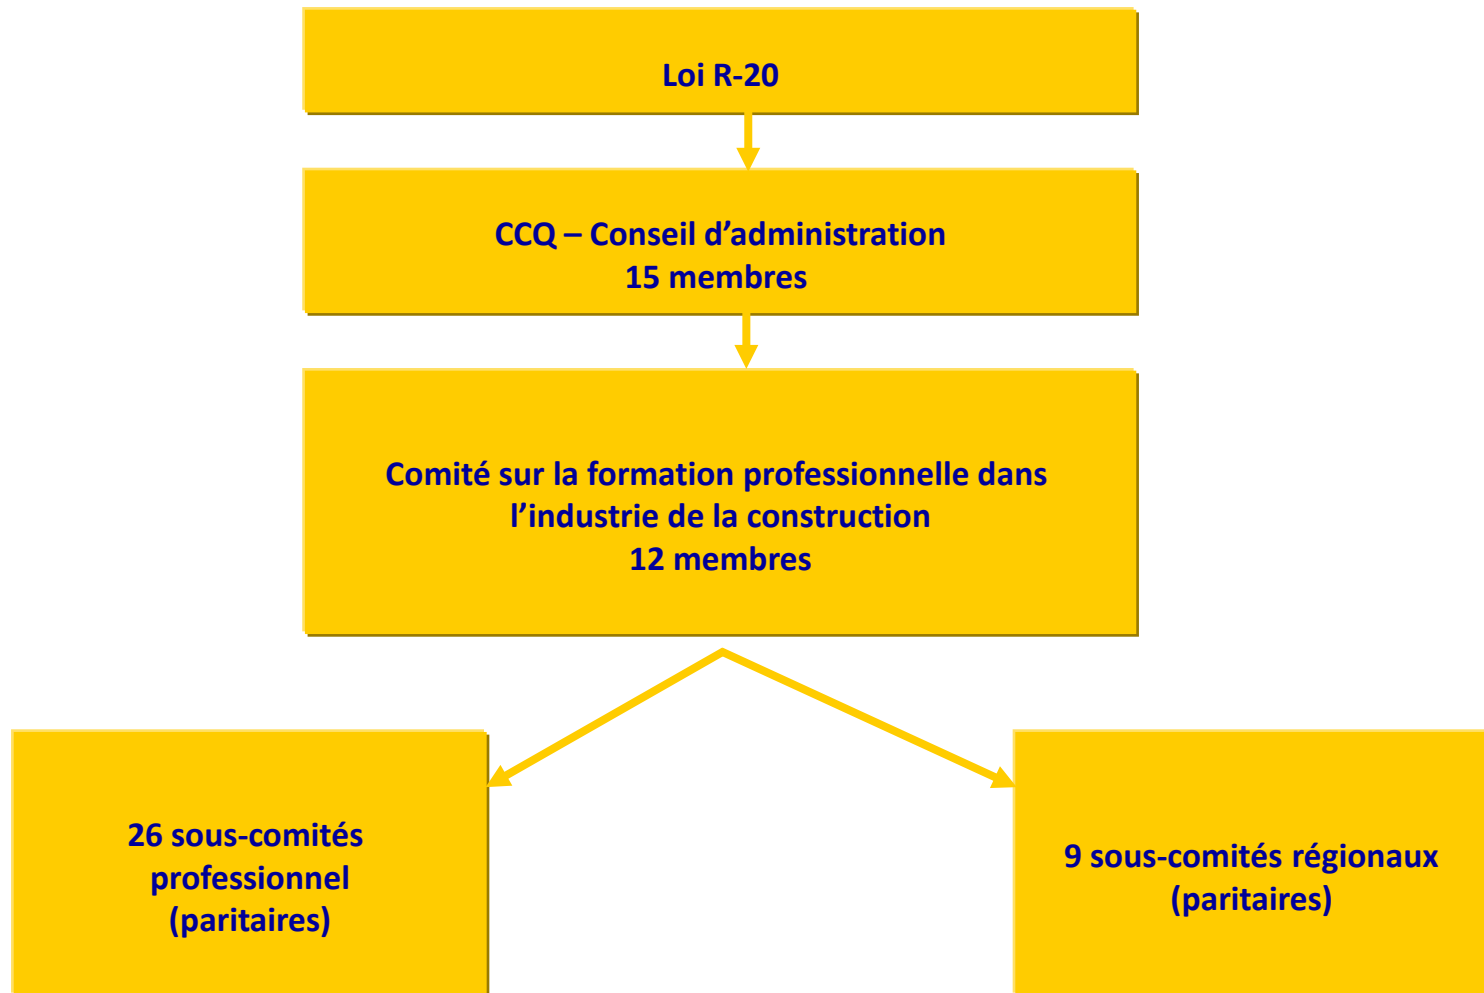 Loi R-20
CCQ – Conseil d’administration
15 membres
Comité sur la formation professionnelle dans
l’industrie de la construction
12 membres
26 sous-comités
professionnel
(paritaires)
9 sous-comités régionaux
(paritaires)